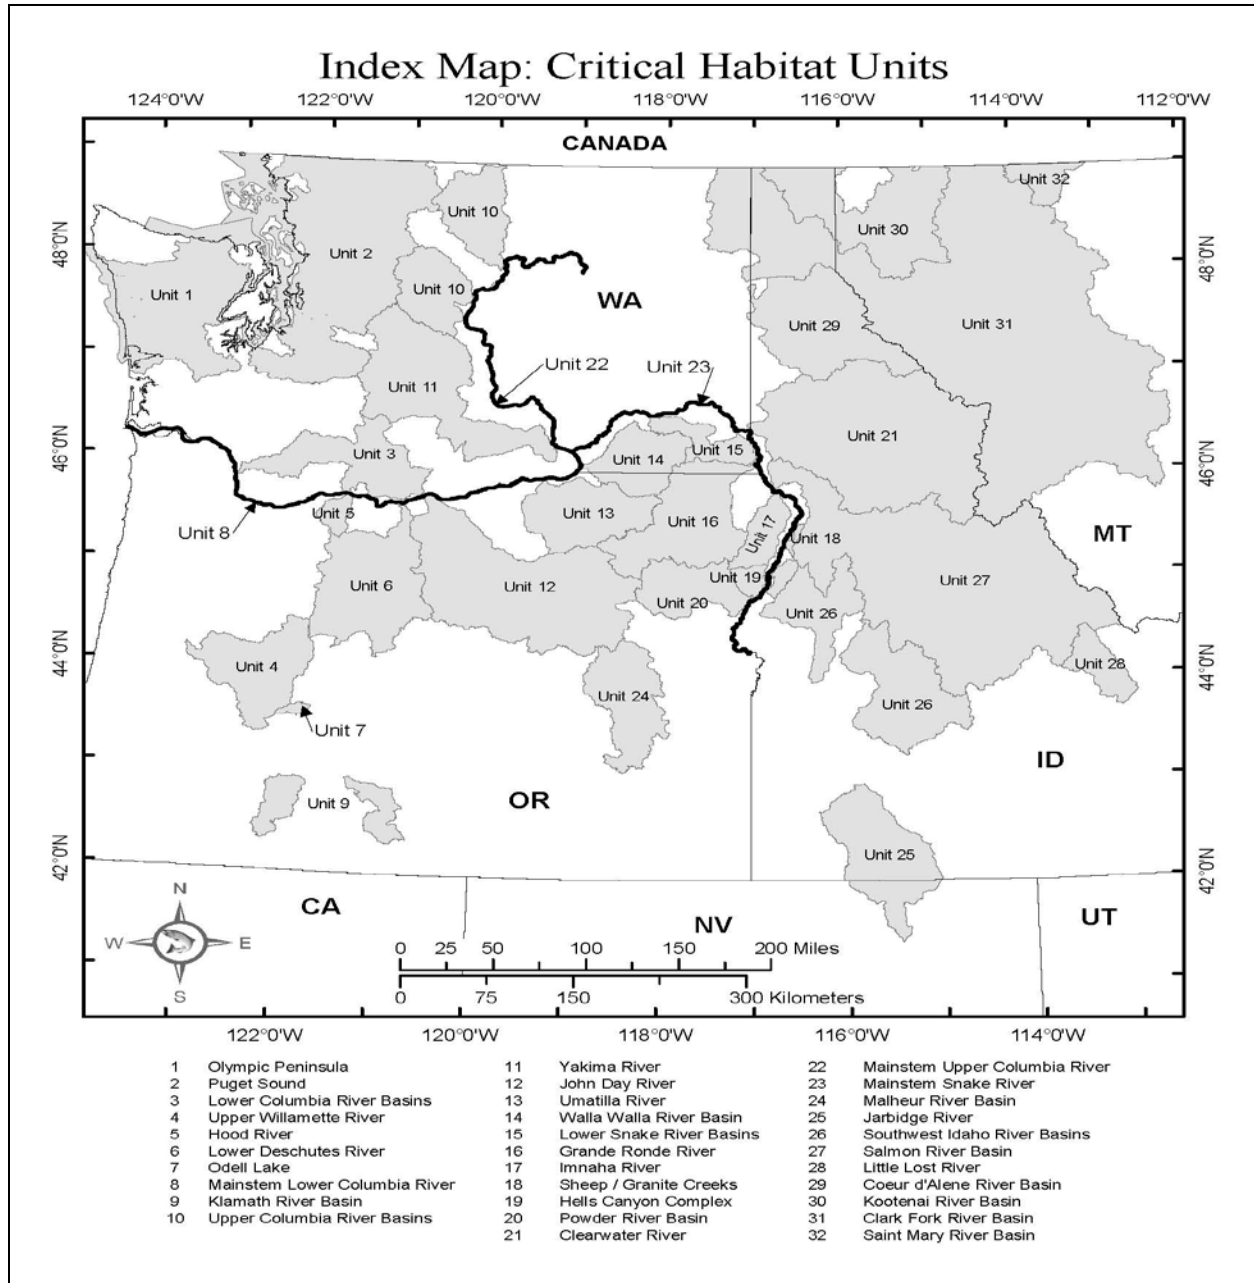 Index Map: Critical Habitat Units
124°0'W 122°0'W 120°0'W 118°0'W 116°0'W 114°0'W 112°0'W
CANADA
Unit 32
Unit 10
Unit 30
48°0'N
Unit 2
48°0'N
Unit 10
Unit 1
WA
Unit 29
Unit 31
Unit 22
Unit 23
Unit 11
Unit 21
46°0'N
Unit 3
Unit 15
46°0'N
Unit 14
Unit 5
Unit 13
Unit 16
Unit 17
Unit 8
Unit 18
MT
Unit 6
Unit 12
Unit 19
Unit 27
Unit 20
Unit 26
44°0'N
Unit 4
Unit 28
44°0'N
Unit 24
Unit 26
Unit 7
ID
Unit 9
OR
42°0'N
Unit 25
42°0'N
N
CA
UT
NV
W E
S
0 25 50 100 150 200 Miles
0 75 150 300 Kilometers
122°0'W 120°0'W 118°0'W 116°0'W 114°0'W
1 Olympic Peninsula
2 Puget Sound
3 Lower Columbia River Basins
4 Upper Willamette River
5 Hood River
6 Lower Deschutes River
7 Odell Lake
8 Mainstem Lower Columbia River
9 Klamath River Basin
10 Upper Columbia River Basins
11 Yakima River
12 John Day River
13 Umatilla River
14 Walla Walla River Basin
15 Lower Snake River Basins
16 Grande Ronde River
17 Imnaha River
18 Sheep / Granite Creeks
19 Hells Canyon Complex
20 Powder River Basin
21 Clearwater River
22 Mainstem Upper Columbia River
23 Mainstem Snake River
24 Malheur River Basin
25 Jarbidge River
26 Southwest Idaho River Basins
27 Salmon River Basin
28 Little Lost River
29 Coeur d'Alene River Basin
30 Kootenai River Basin
31 Clark Fork River Basin
32 Saint Mary River Basin